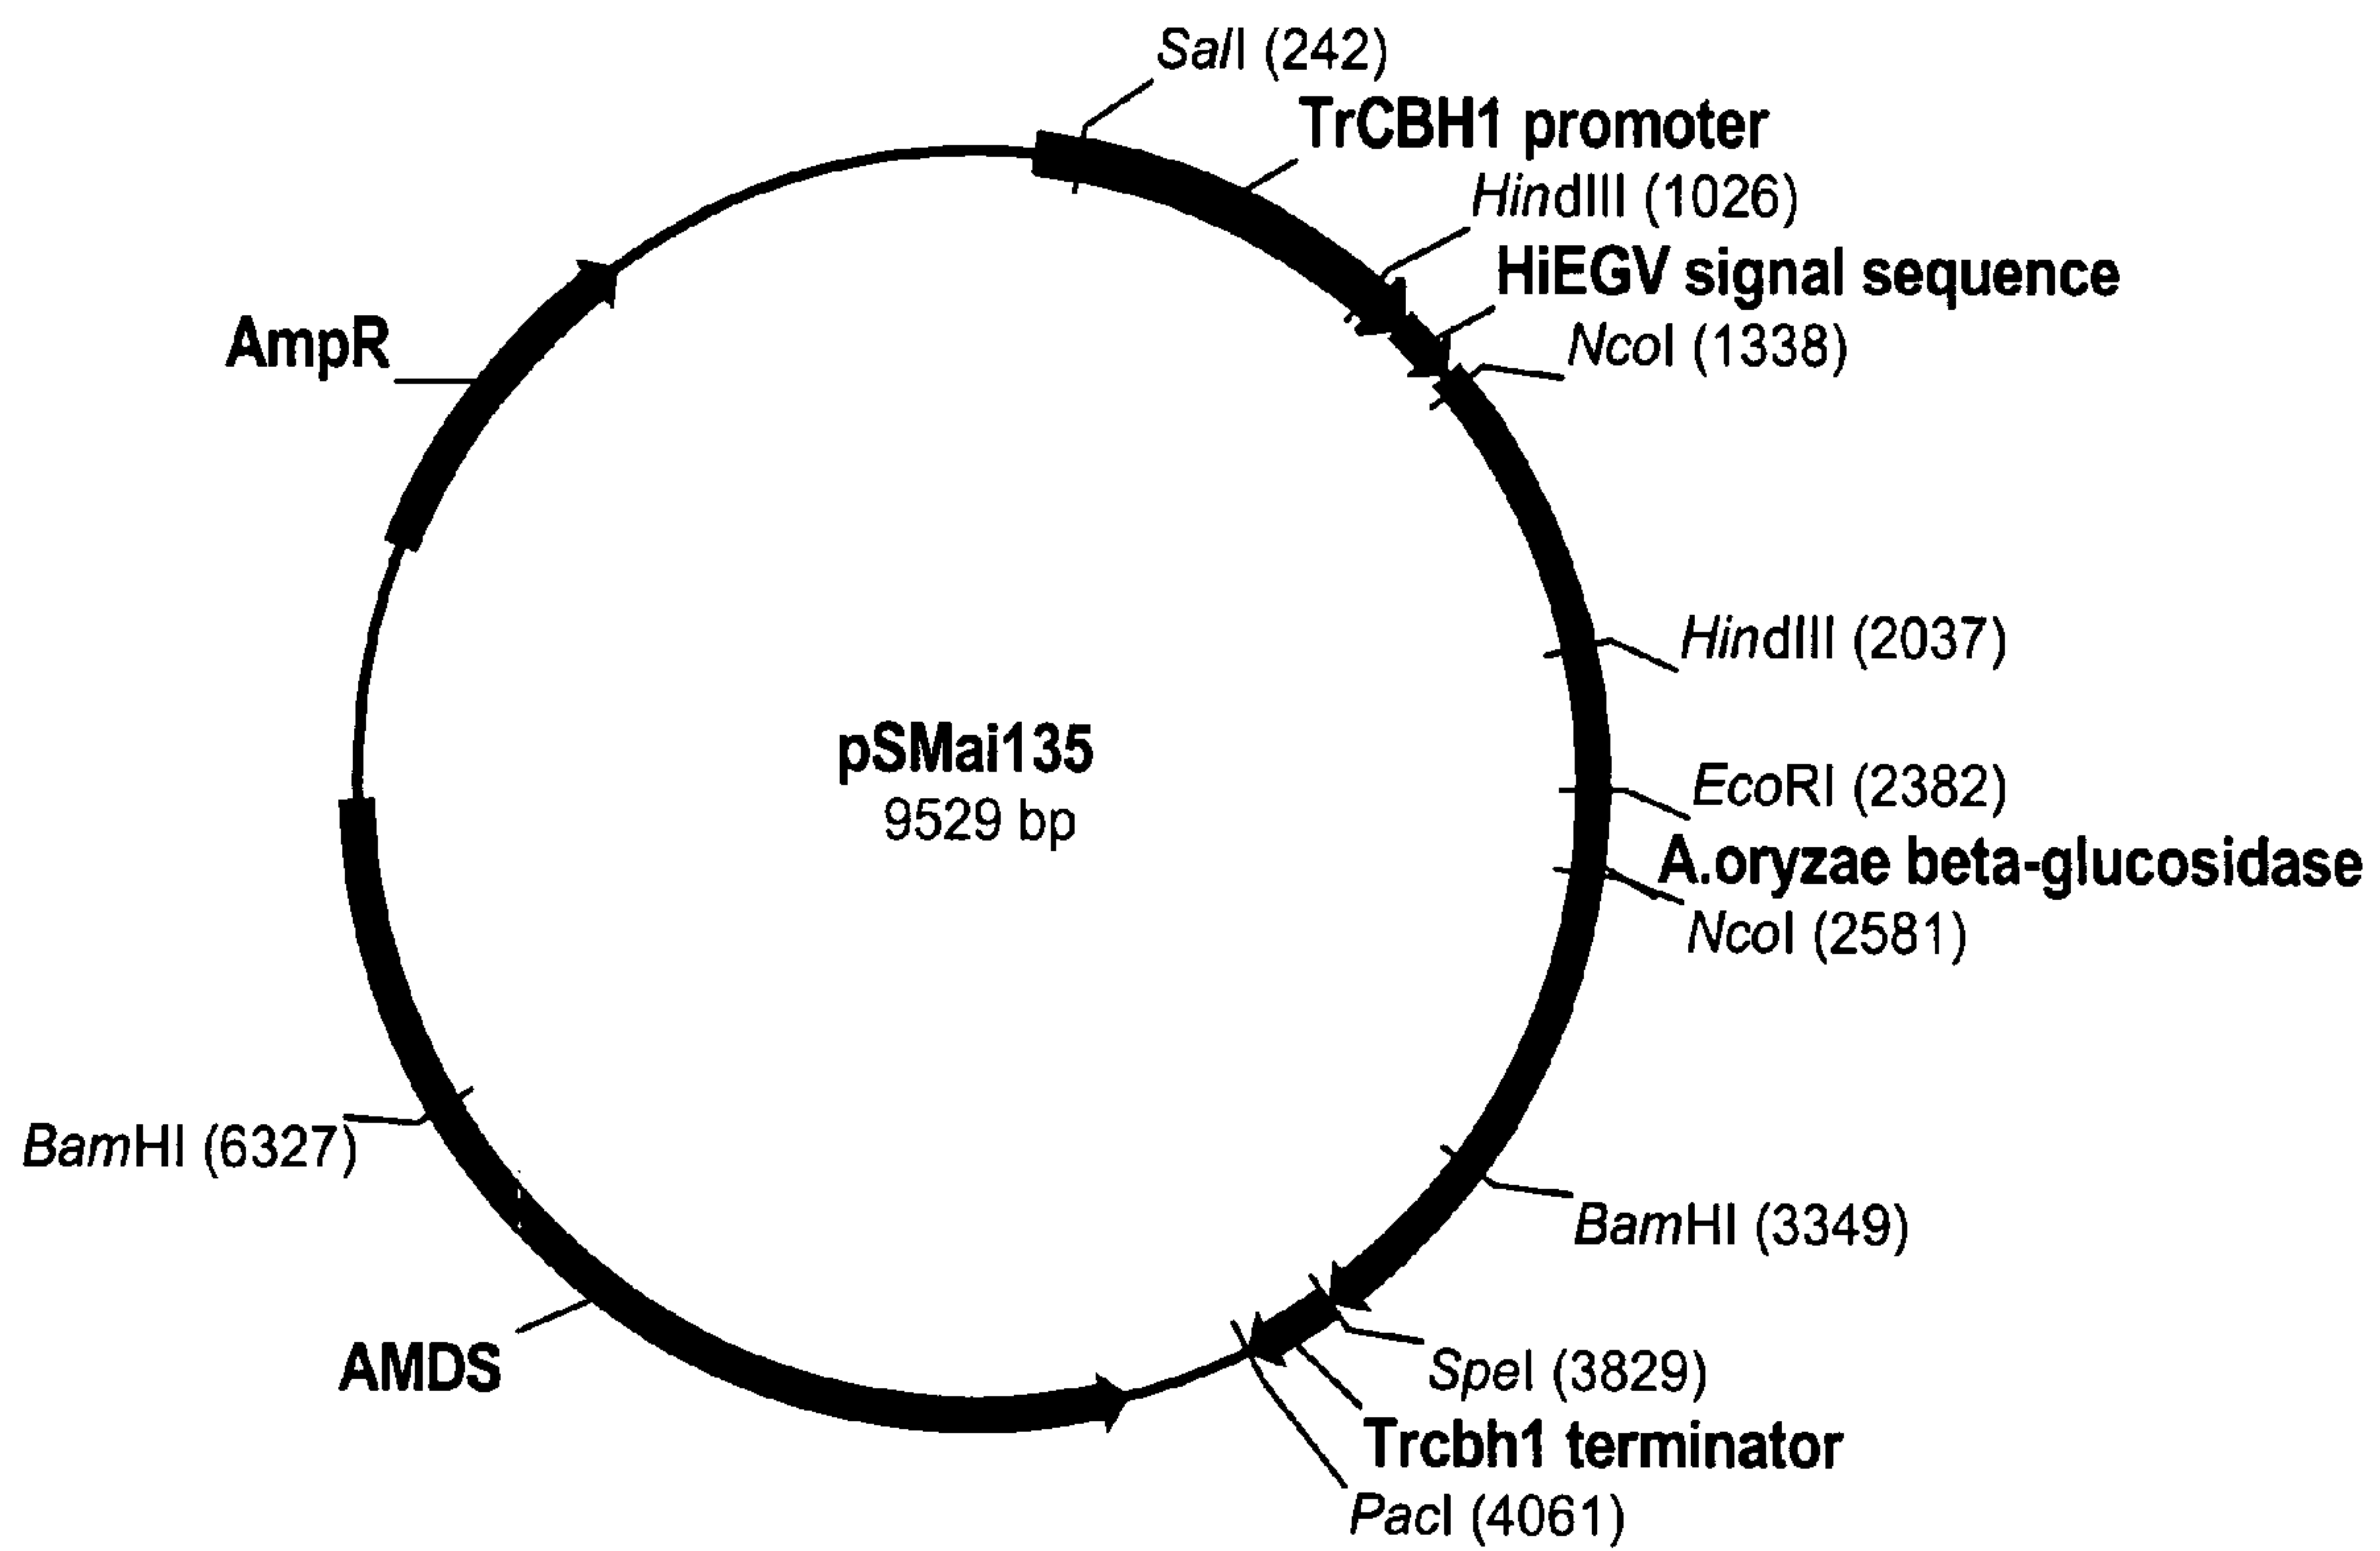 SalI (242)
TrCBH1 promoter
HindIII (1026)
HiEGV signal sequence
NcoI (1338)
AmpR
HindIII (2037)
pSMai135
9529 bp
EcoRI (2382)
A.oryzae beta-glucosidase
NcoI (2581)
BamHI (6327)
BamHI (3349)
AMDS
SpeI (3829)
Trcbh1 terminator
PacI (4061)